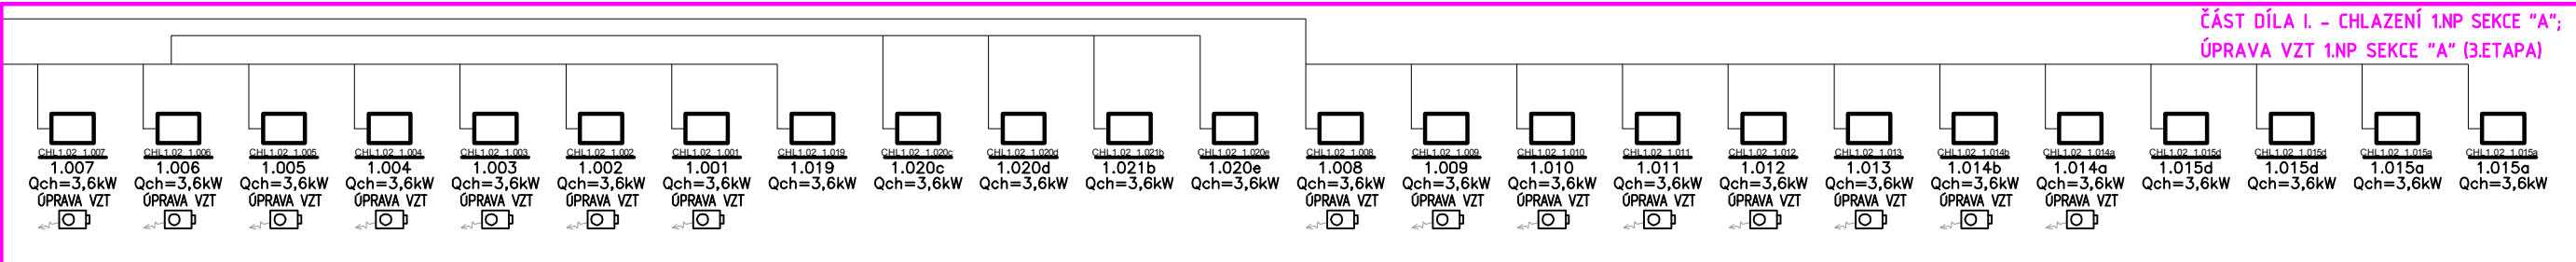 ČÁST DÍLA I. - CHLAZENÍ 1.NP SEKCE "A";
ÚPRAVA VZT 1.NP SEKCE "A" (3.ETAPA)
CHL1.02_1.007 CHL1.02_1.006 CHL1.02_1.005 CHL1.02_1.004 CHL1.02_1.003 CHL1.02_1.002 CHL1.02_1.001 CHL1.02_1.019 CHL1.02_1.020c CHL1.02_1.020d CHL1.02_1.021b CHL1.02_1.020e CHL1.02_1.008 CHL1.02_1.009 CHL1.02_1.010 CHL1.02_1.011 CHL1.02_1.012 CHL1.02_1.013 CHL1.02_1.014b CHL1.02_1.014a CHL1.02_1.015d CHL1.02_1.015d CHL1.02_1.015a CHL1.02_1.015a
1.007 1.006 1.005 1.004 1.003 1.002 1.001 1.019 1.020c 1.020d 1.021b 1.020e 1.008 1.009 1.010 1.011 1.012 1.013 1.014b 1.014a 1.015d 1.015d 1.015a 1.015a
Qch=3,6kW Qch=3,6kW Qch=3,6kW Qch=3,6kW Qch=3,6kW Qch=3,6kW Qch=3,6kW Qch=3,6kW Qch=3,6kW Qch=3,6kW Qch=3,6kW Qch=3,6kW Qch=3,6kW Qch=3,6kW Qch=3,6kW Qch=3,6kW Qch=3,6kW Qch=3,6kW Qch=3,6kW Qch=3,6kW Qch=3,6kW Qch=3,6kW Qch=3,6kW Qch=3,6kW
ÚPRAVA VZT ÚPRAVA VZT ÚPRAVA VZT ÚPRAVA VZT ÚPRAVA VZT ÚPRAVA VZT ÚPRAVA VZT ÚPRAVA VZT ÚPRAVA VZT ÚPRAVA VZT ÚPRAVA VZT ÚPRAVA VZT ÚPRAVA VZT ÚPRAVA VZT ÚPRAVA VZT